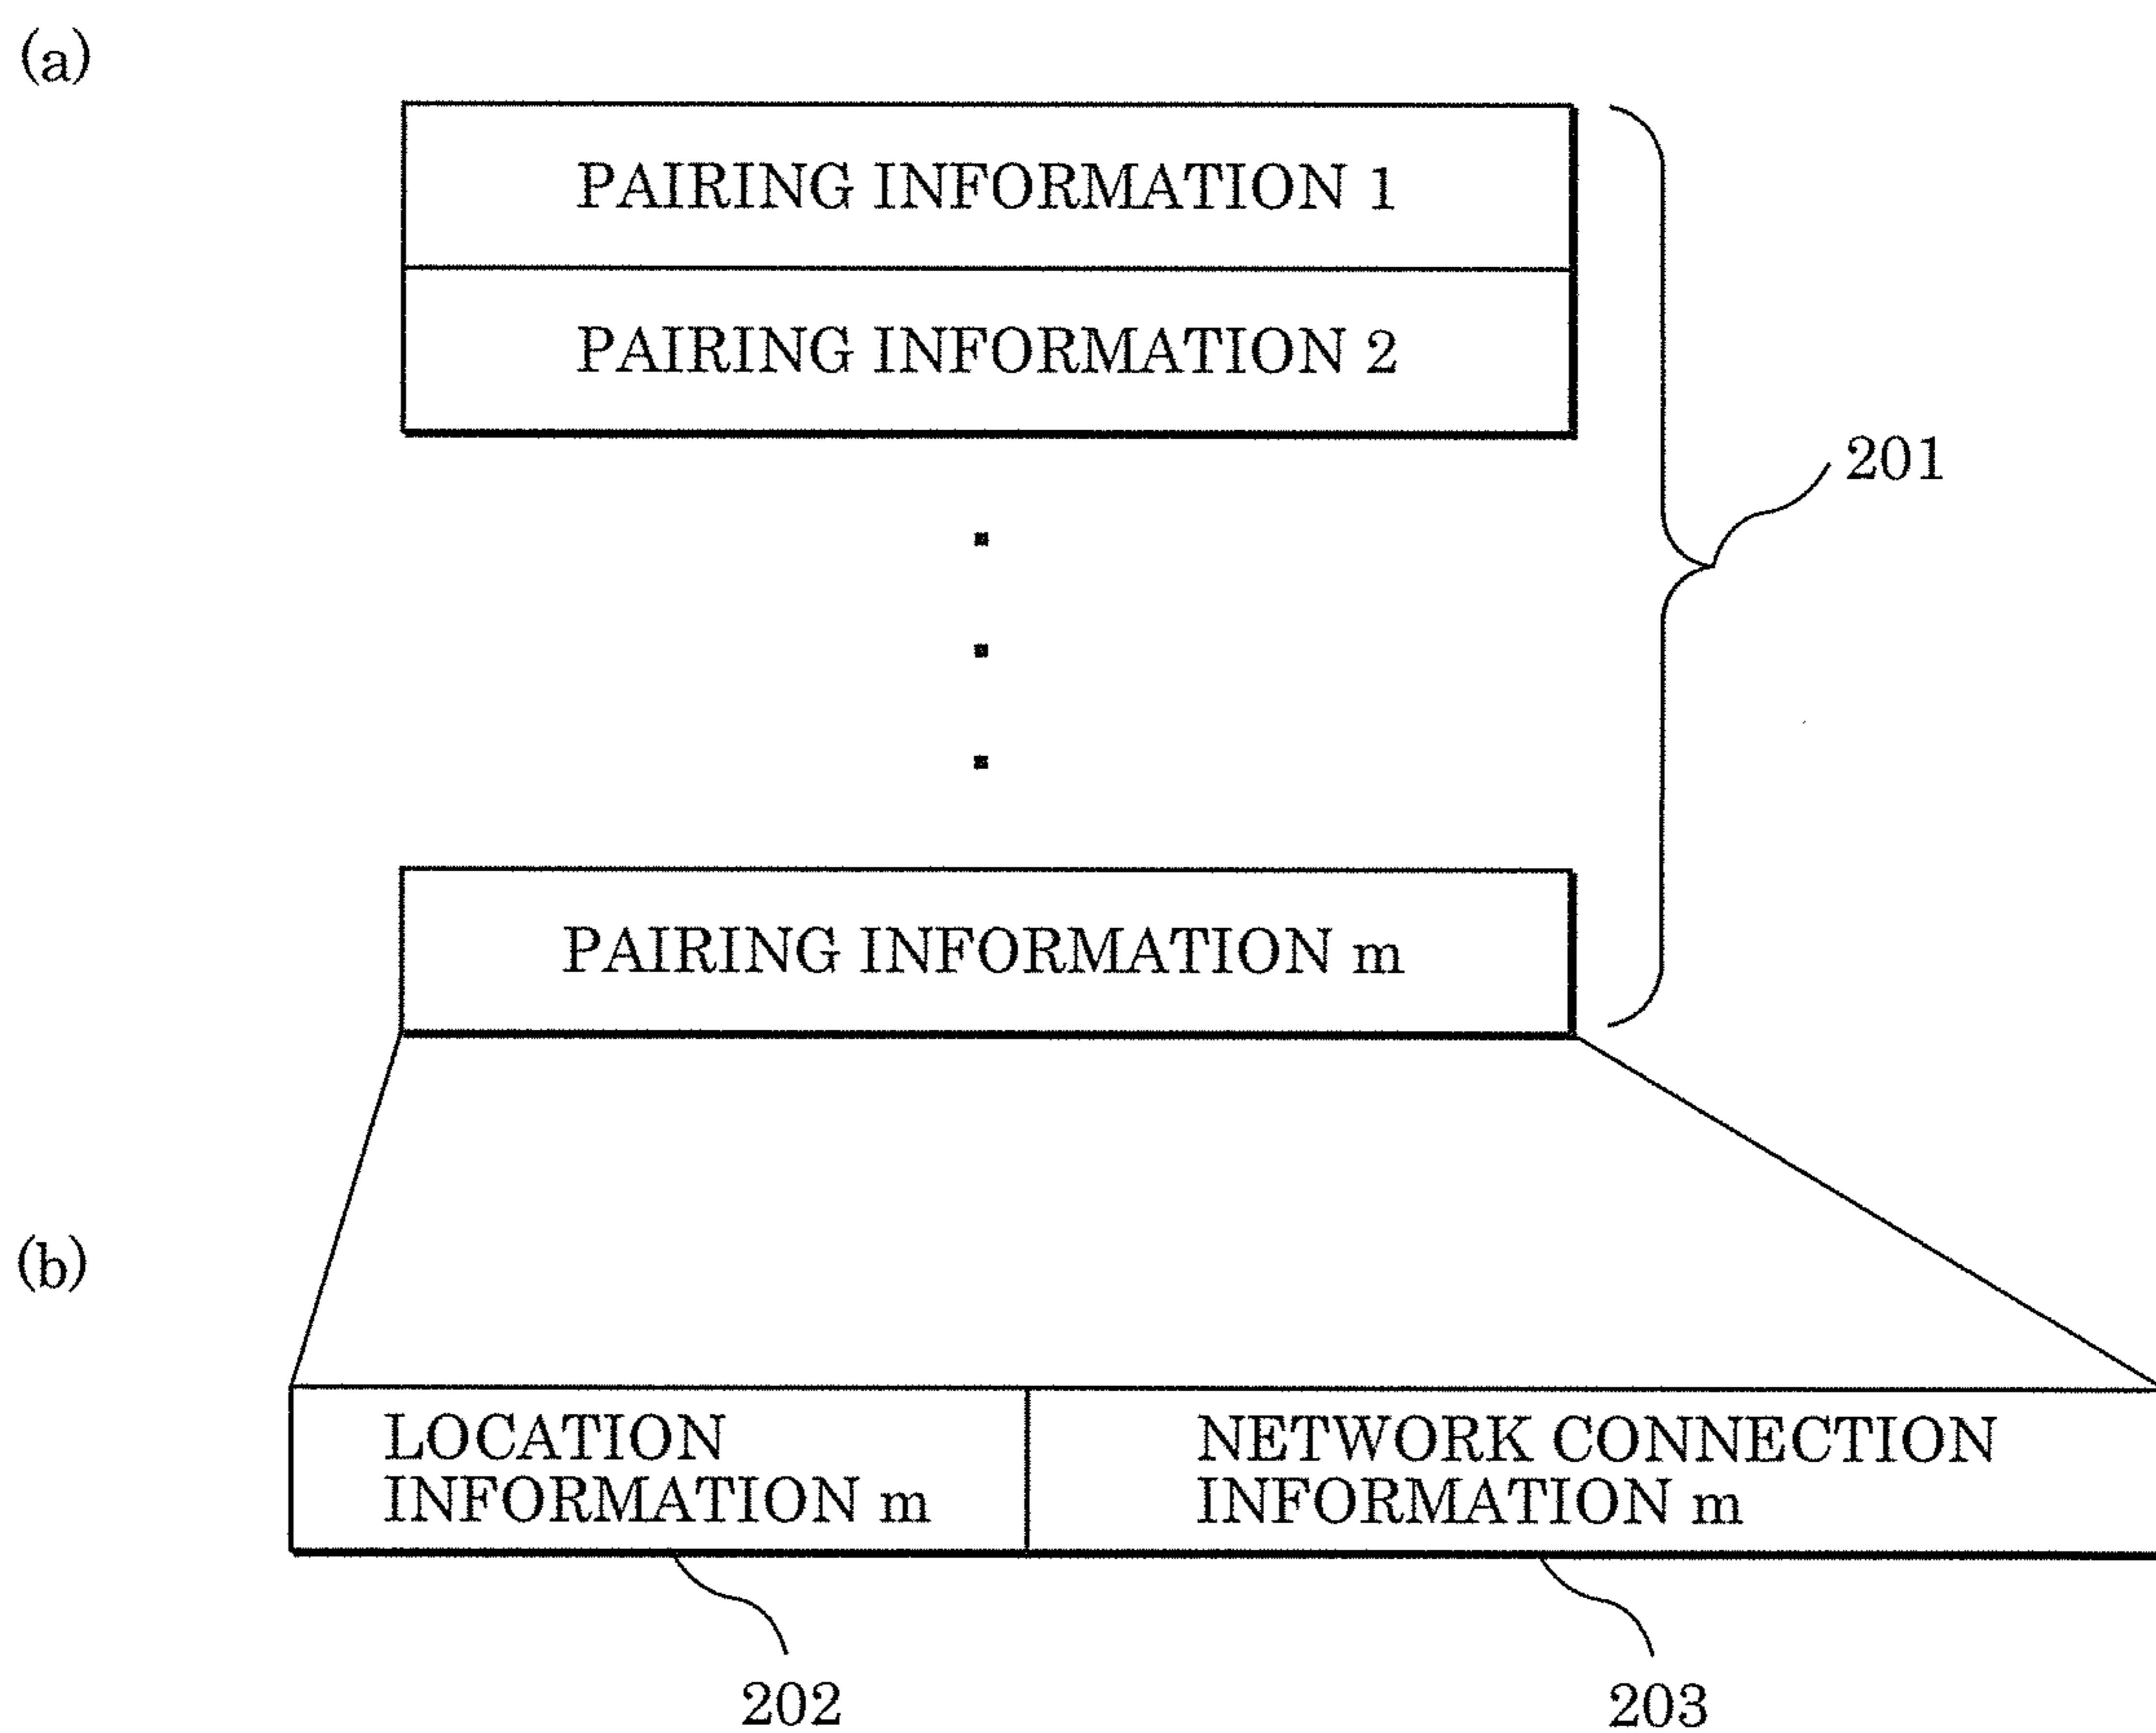 (a)
PAIRING INFORMATION 1
PAIRING INFORMATION 2
201
PAIRING INFORMATION m
(b)
LOCATION
INFORMATION m
NETWORK CONNECTION
INFORMATION m
202
203